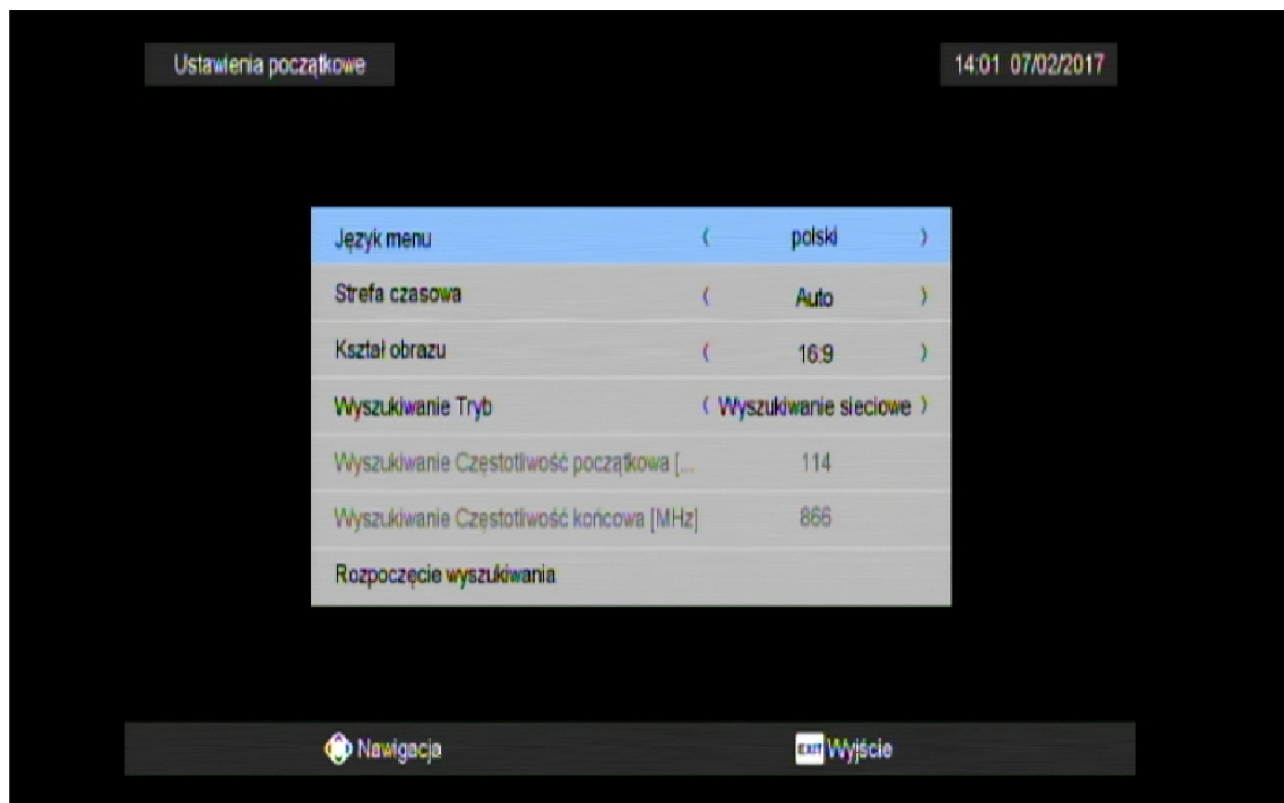 Ustawienia początkowe
14:01 07/02/2017
Język menu ( polski )
Strefa czasowa ( Auto )
Kształ obrazu ( 16:9 )
Wyszukiwanie Tryb ( Wyszukiwanie sieciowe )
Wyszukiwanie Częstotliwość początkowa [... 114
Wyszukiwanie Częstotliwość końcowa [MHz] 866
Rozpoczęcie wyszukiwania
Nawigacja
EXIT Wyjście